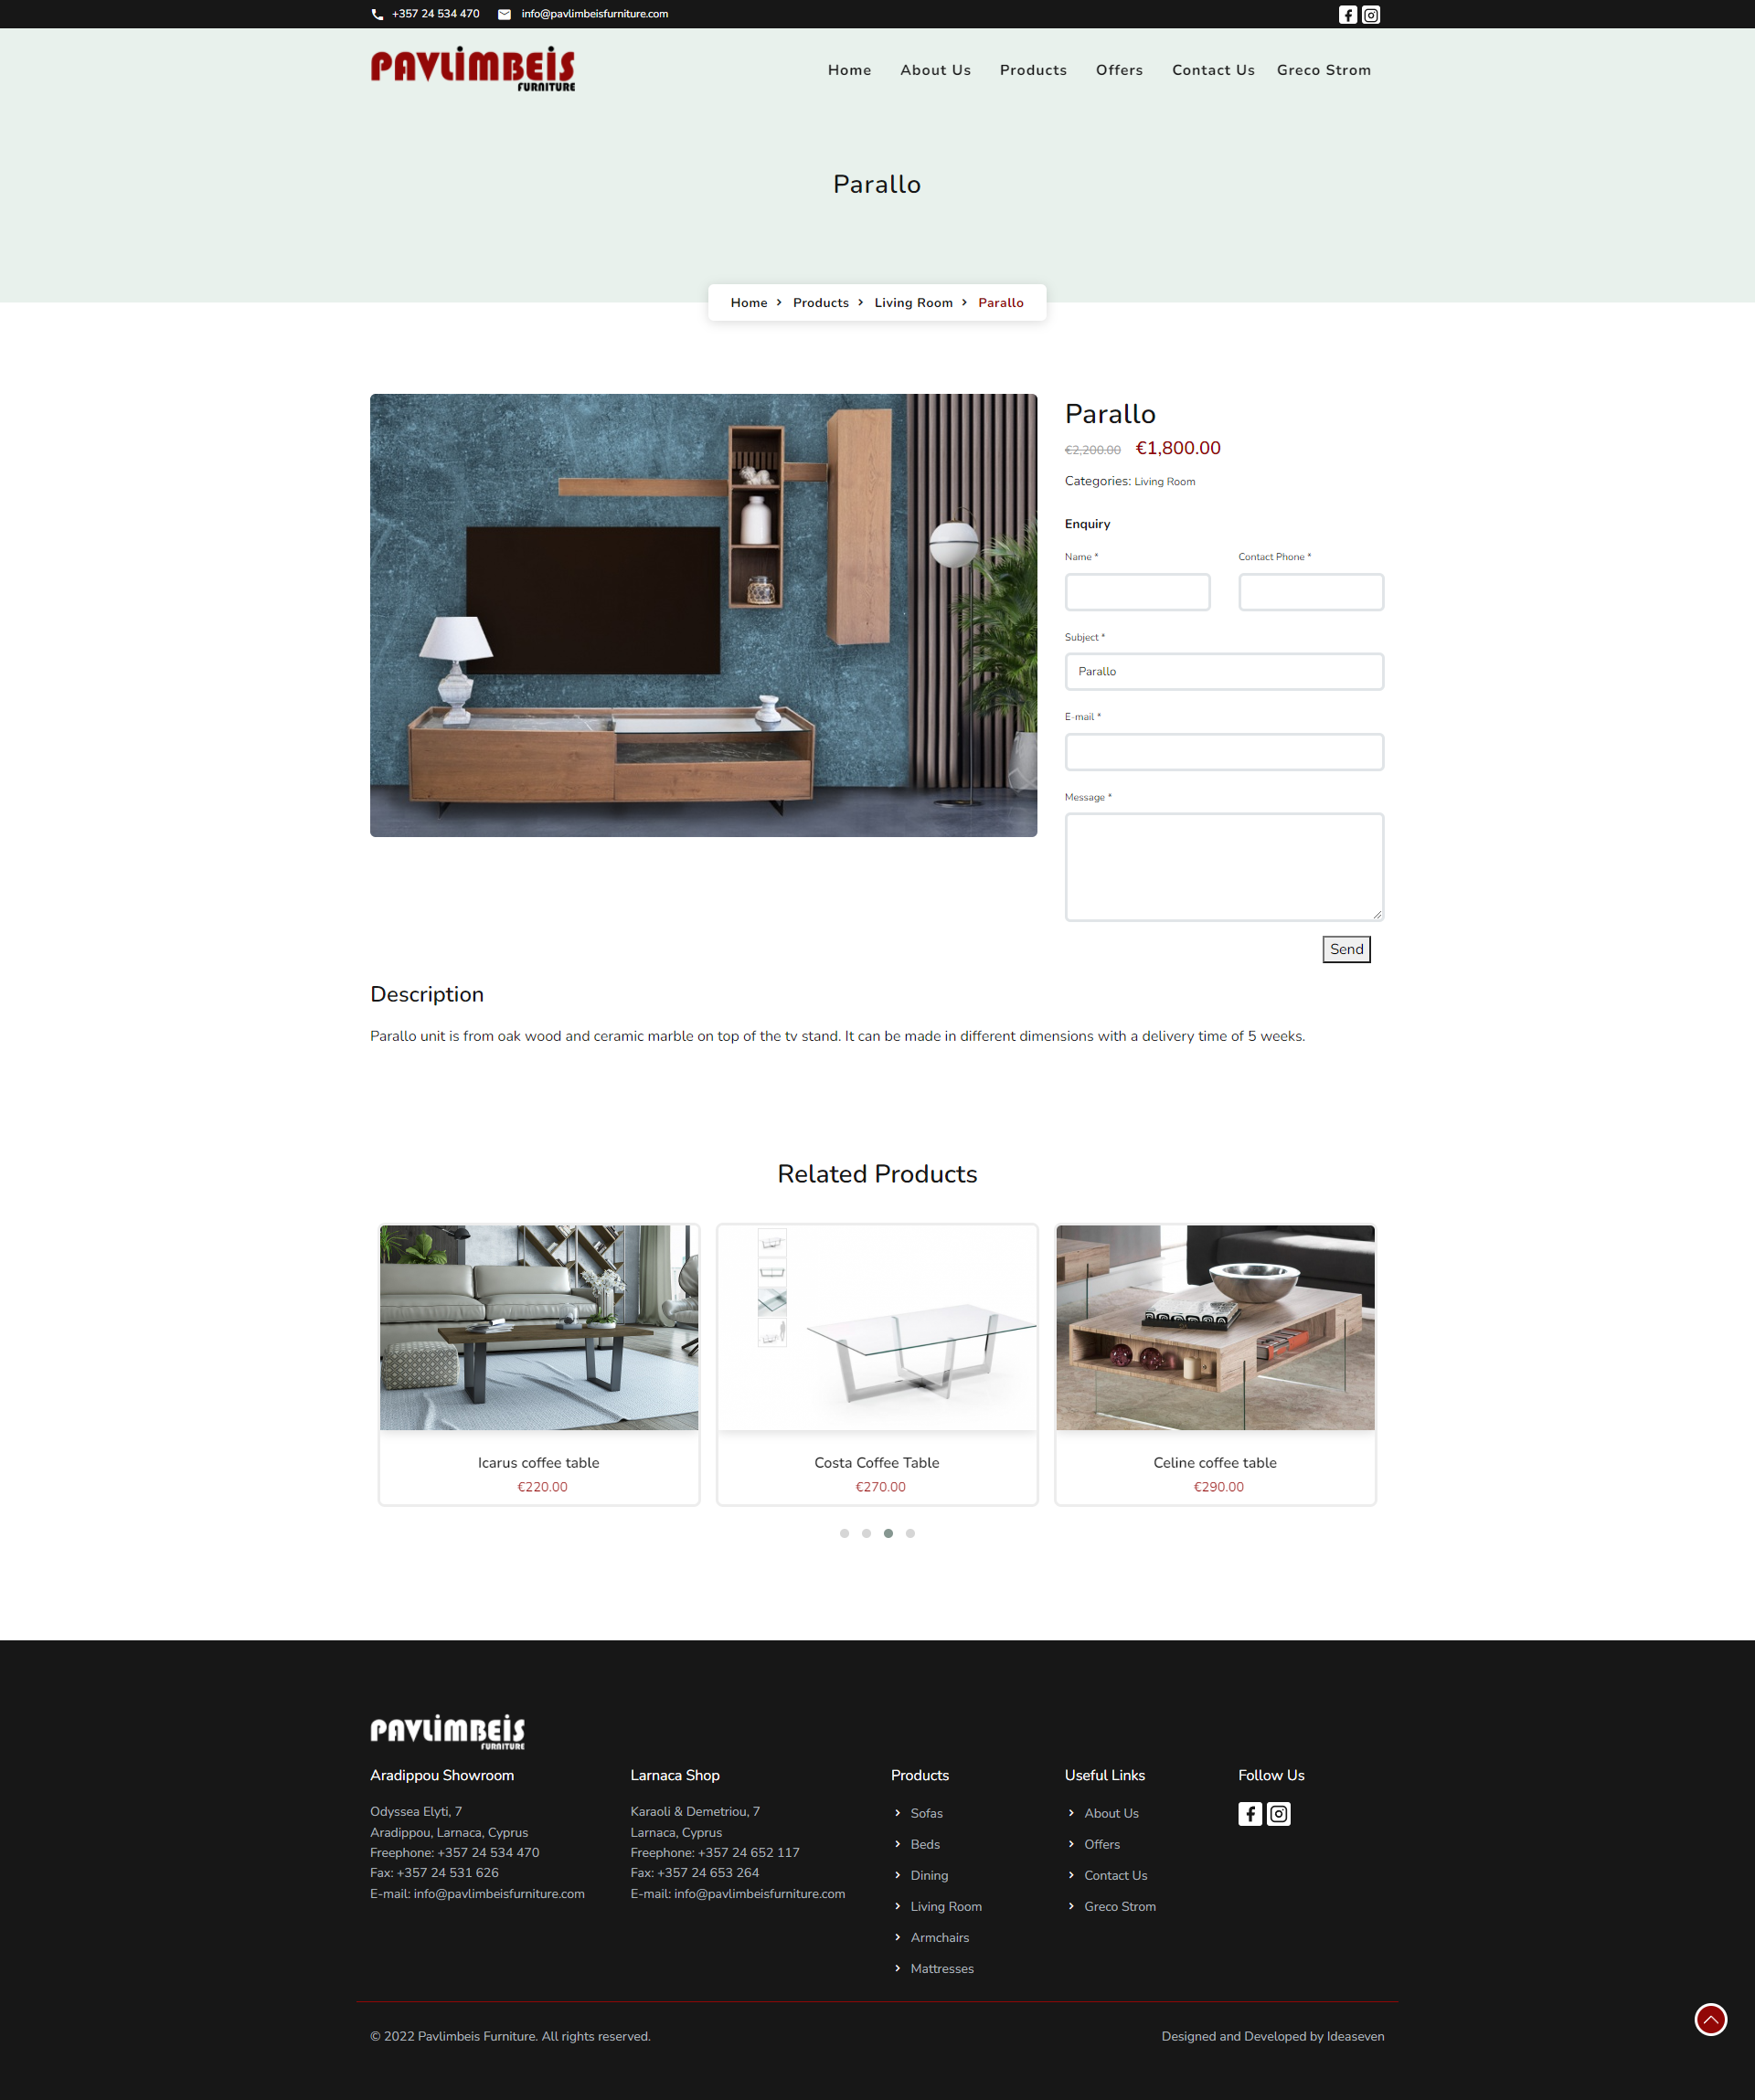 +357 24 534 470 info@pavlimbeisfurniture.com
PAVLIMBEIS
FURNITURE
Home About Us Products Offers Contact Us Greco Strom
Parallo
Home Products Living Room Parallo
Parallo
€2,200.00 €1,800.00
Categories: Living Room
Enquiry
Name * Contact Phone *
Subject *
Parallo
E-mail *
Message *
Send
Description
Parallo unit is from oak wood and ceramic marble on top of the tv stand. It can be made in different dimensions with a delivery time of 5 weeks.
Related Products
Icarus coffee table
€220.00
Costa Coffee Table
€270.00
Celine coffee table
€290.00
PAVLIMBEIS
FURNITURE
Aradippou Showroom
Odyssea Elyti, 7
Aradippou, Larnaca, Cyprus
Freephone: +357 24 534 470
Fax: +357 24 531 626
E-mail: info@pavlimbeisfurniture.com
Larnaca Shop
Karaoli & Demetriou, 7
Larnaca, Cyprus
Freephone: +357 24 652 117
Fax: +357 24 653 264
E-mail: info@pavlimbeisfurniture.com
Products
Sofas
Beds
Dining
Living Room
Armchairs
Mattresses
Useful Links
About Us
Offers
Contact Us
Greco Strom
Follow Us
© 2022 Pavlimbeis Furniture. All rights reserved.
Designed and Developed by Ideaseven